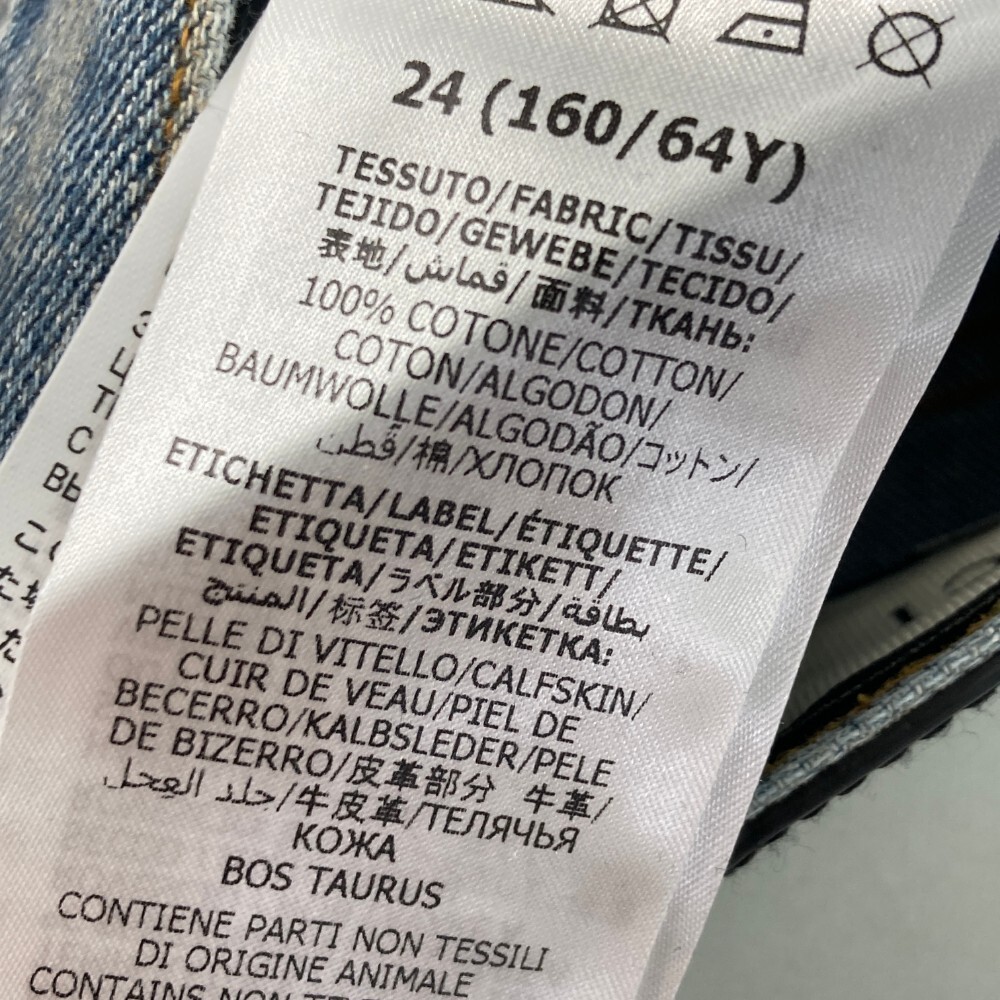 24 (160/64Y)
TESSUTO/FABRIC/TISSU/
TEJIDO/GEWEBE/TECIDO/
表地/قماش/面料/ТКАНЬ:
100% COTONE/COTTON/
COTON/ALGODON/
BAUMWOLLE/ALGODÃO/コットン/
قُطن/棉/ХЛОПОК
ETICHETTA/LABEL/ÉTIQUETTE/
ETIQUETA/ETIKETT/
ETIQUETA/ラベル部分/بطاقة
المنتج/标签/ЭТИКЕТКА:
PELLE DI VITELLO/CALFSKIN/
CUIR DE VEAU/PIEL DE
BECERRO/KALBSLEDER/PELE
DE BIZERRO/皮革部分 牛革/
جلد العجل/牛皮革/ТЕЛЯЧЬЯ
КОЖА
BOS TAURUS
CONTIENE PARTI NON TESSILI
DI ORIGINE ANIMALE
CONTAINS NON